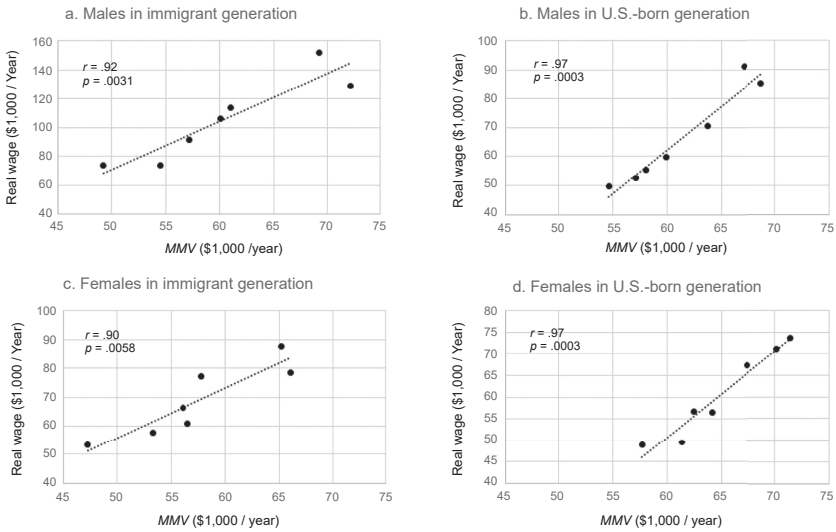 a. Males in immigrant generation
Real wage ($1,000 / Year)
160
140
120
100
80
60
40
r = .92
p = .0031
45
50
55
60
65
70
75
MMV ($1,000 /year)
b. Males in U.S.-born generation
Real wage ($1,000 / Year)
100
90
80
70
60
50
40
r = .97
p = .0003
45
50
55
60
65
70
75
MMV ($1,000 /year)
c. Females in immigrant generation
Real wage ($1,000 / Year)
100
90
80
70
60
50
40
r = .90
p = .0058
45
50
55
60
65
70
75
MMV ($1,000 / year)
d. Females in U.S.-born generation
Real wage ($1,000 / Year)
80
75
70
65
60
55
50
45
40
r = .97
p = .0003
45
50
55
60
65
70
75
MMV ($1,000 / year)